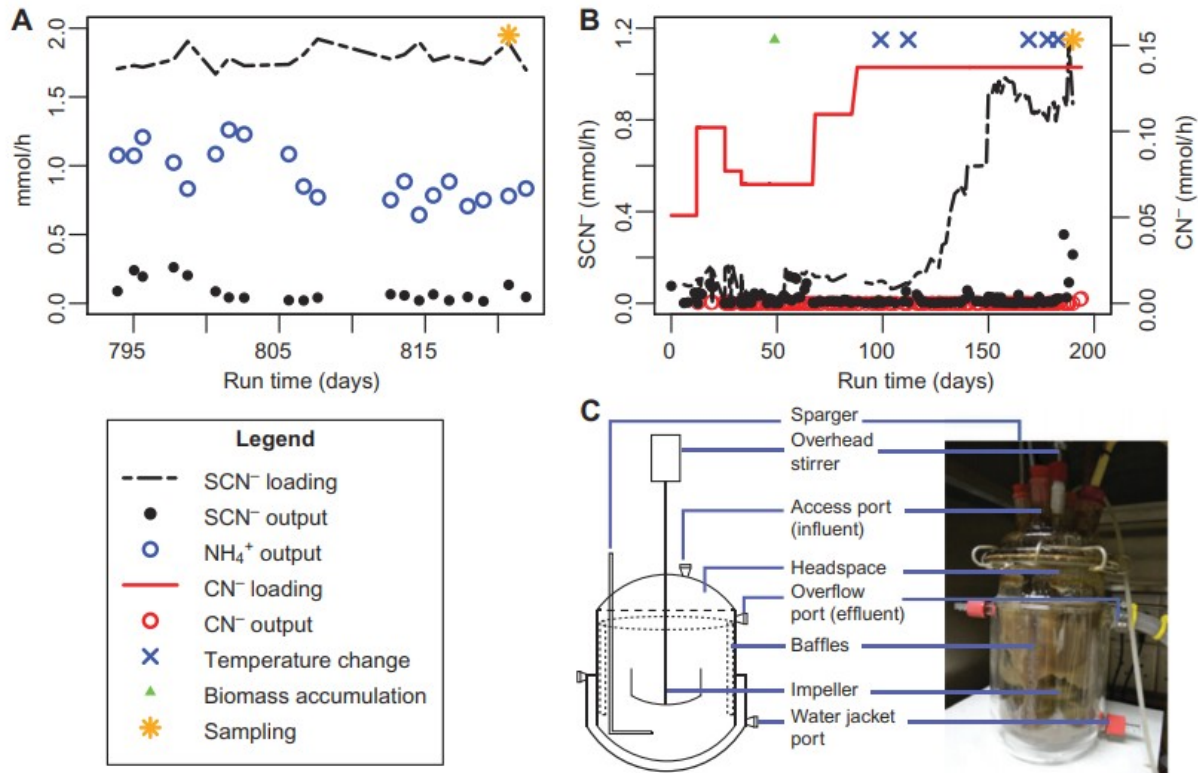 A
2.0
1.5
1.0
0.5
0.0
mmol/h
795
805
815
Run time (days)
B
1.2
0.8
0.4
0.0
SCN⁻ (mmol/h)
0.15
0.10
0.05
0.00
CN⁻ (mmol/h)
0
50
100
150
200
Run time (days)
Legend
SCN⁻ loading
SCN⁻ output
NH₄⁺ output
CN⁻ loading
CN⁻ output
Temperature change
Biomass accumulation
Sampling
C
Sparger
Overhead
stirrer
Access port
(influent)
Headspace
Overflow
port (effluent)
Baffles
Impeller
Water jacket
port